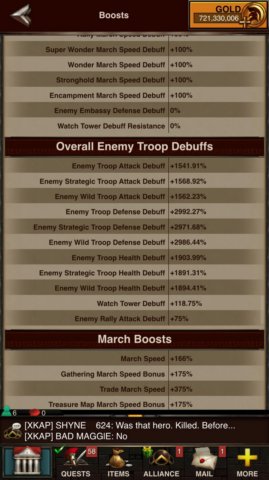 Boosts
GOLD
721,330,006
Rally March Speed Debuff +100%
Super Wonder March Speed Debuff +100%
Wonder March Speed Debuff +100%
Stronghold March Speed Debuff +100%
Encampment March Speed Debuff +100%
Enemy Embassy Defense Debuff 0%
Watch Tower Debuff Resistance 0%
Overall Enemy Troop Debuffs
Enemy Troop Attack Debuff +1541.91%
Enemy Strategic Troop Attack Debuff +1568.92%
Enemy Wild Troop Attack Debuff +1562.23%
Enemy Troop Defense Debuff +2992.27%
Enemy Strategic Troop Defense Debuff +2971.68%
Enemy Wild Troop Defense Debuff +2986.44%
Enemy Troop Health Debuff +1903.99%
Enemy Strategic Troop Health Debuff +1891.31%
Enemy Wild Troop Health Debuff +1894.41%
Watch Tower Debuff +118.75%
Enemy Rally Attack Debuff +75%
March Boosts
March Speed +166%
Gathering March Speed Bonus +175%
Trade March Speed +375%
Treasure Map March Speed Bonus +75%
6 0
[XKAP] SHYNE 624: Was that hero. Killed. Before...
[XKAP] BAD MAGGIE: No
58 1 1
QUESTS ITEMS ALLIANCE MAIL MORE